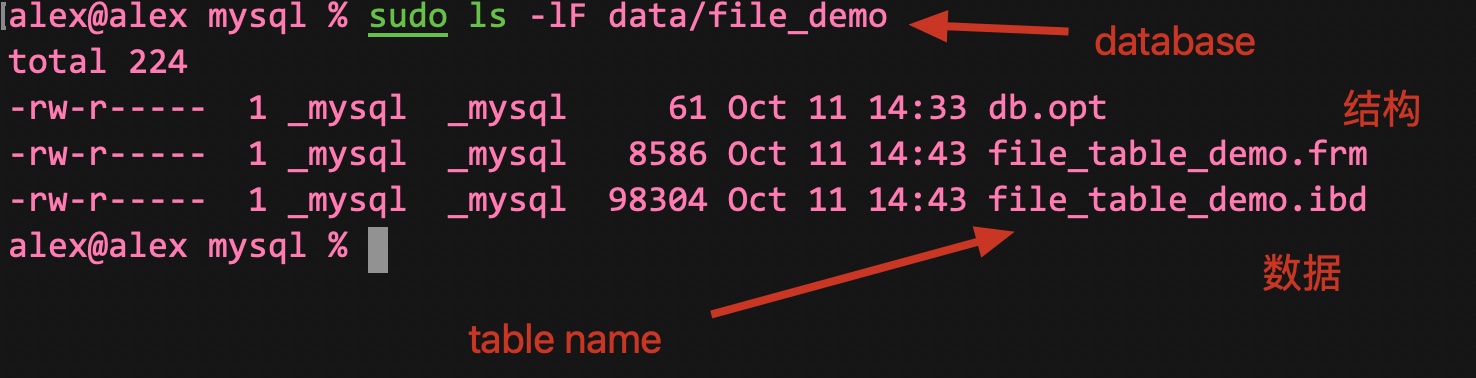 alex@alex mysql % sudo ls -lF data/file_demo
database
total 224
-rw-r----- 1 _mysql _mysql 61 Oct 11 14:33 db.opt
结构
-rw-r----- 1 _mysql _mysql 8586 Oct 11 14:43 file_table_demo.frm
-rw-r----- 1 _mysql _mysql 98304 Oct 11 14:43 file_table_demo.ibd
alex@alex mysql %
数据
table name